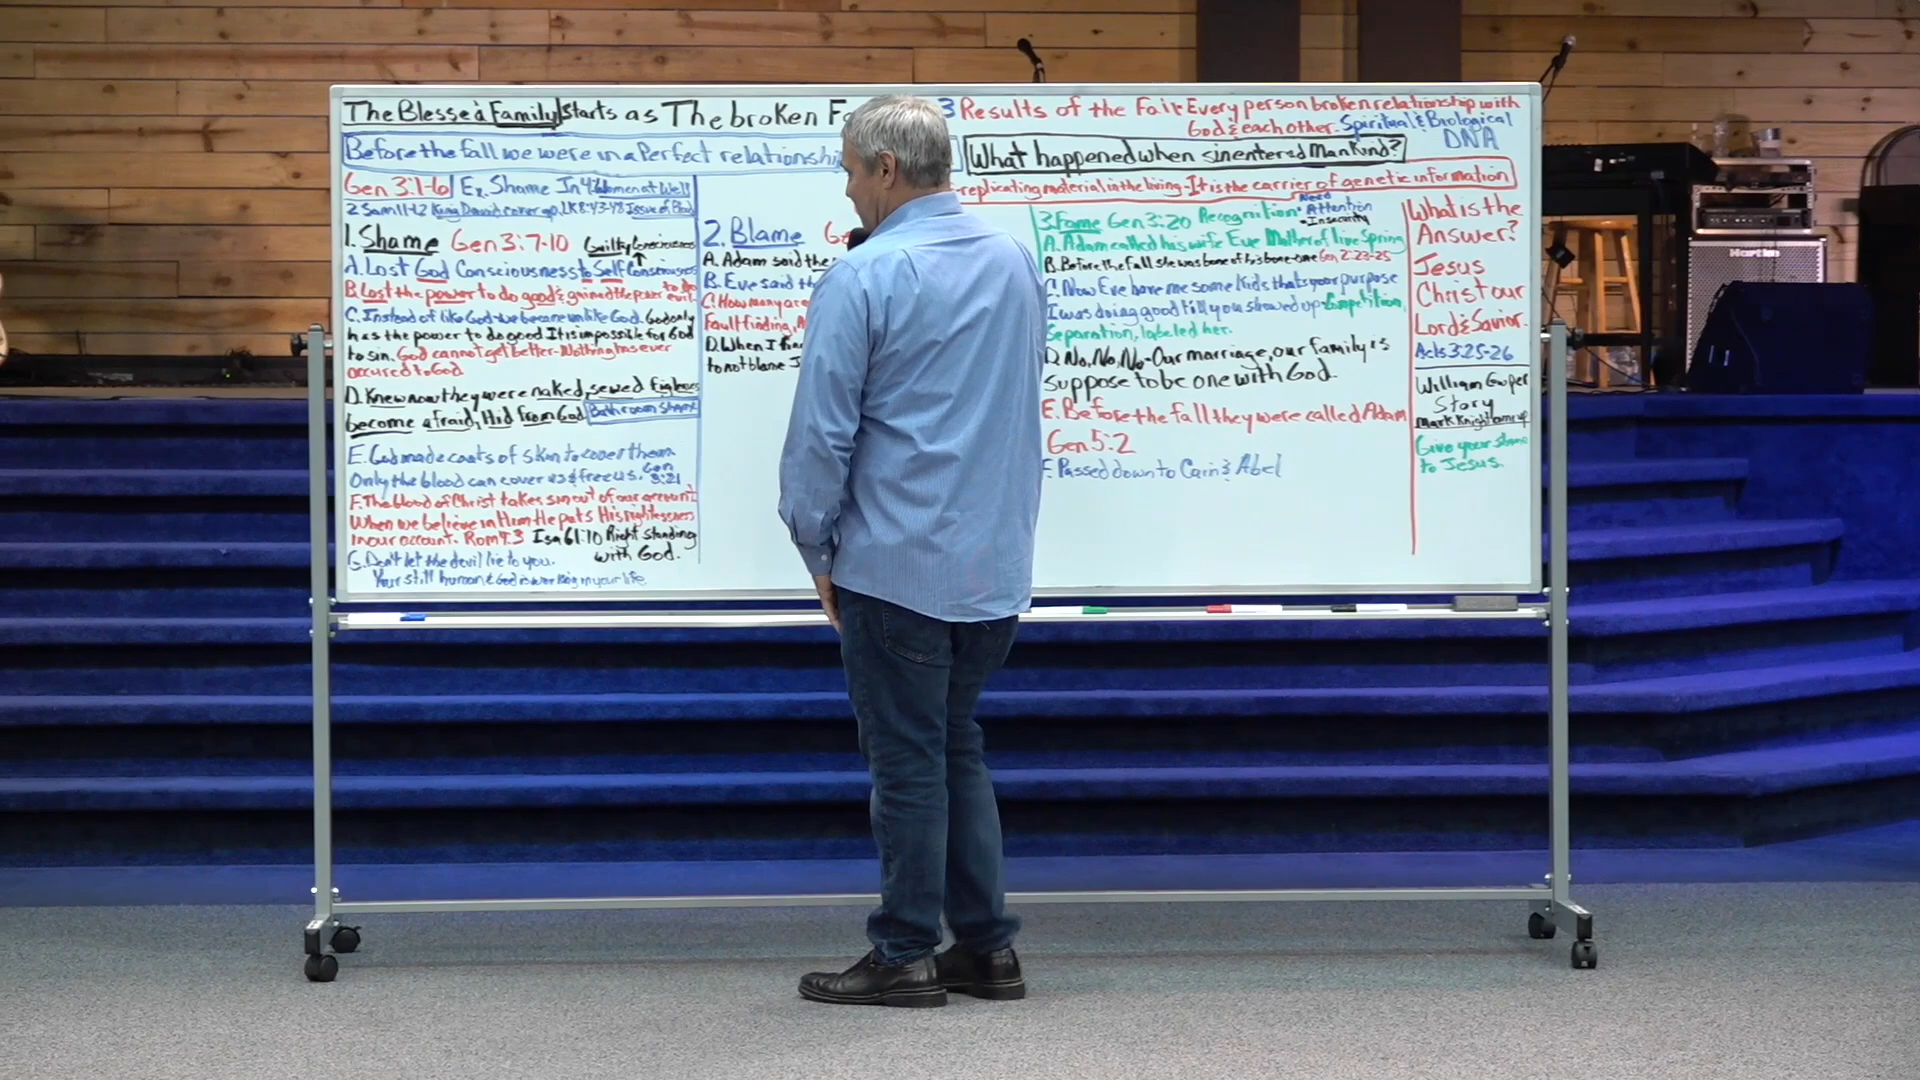 The Blessed Family starts as The broken Fa
3 Results of the Fall: Every person broken relationship with
God & each other. Spiritual & Biological
DNA
Before the fall we were in a Perfect relationship
What happened when sin entered Man Kind?
-replicating material in the living - It is the carrier of genetic information
Gen 3:1-6 Ex. Shame Jn 4 Women at Well
2 Sam 11-12 King David cover up, LK 8:43-48 Issue of Blood
1. Shame Gen 3:7-10 Guilty Consciousness
A. Lost God Consciousness to Self Consciousness
B. Lost the power to do good & gained the power to do evil.
C. Instead of like God-we became unlike God. God only
has the power to do good It is impossible for God
to sin. God cannot get better-Nothing has ever
occured to God
D. Knew now they were naked, sewed fig leaves
become afraid, Hid from God Bathroom Shame
E. God made coats of skin to cover them
Only the blood can cover us & free us. Gen 3:21
F. The blood of Christ takes sin out of our account
When we believe in Him He puts His righteousness
in our account. Rom 4:3 Isa 61:10 Right standing
with God.
G. Don't let the devil lie to you.
Your still human & God is working in your life
2. Blame Ge
A. Adam said the
B. Eve said th
C. How many are
Fault finding, A
D. When I
to not blame
3. Fame Gen 3:20 Recognition
Need
Attention
• Insecurity
A. Adam called his wife Eve Mother of live Spring
B. Before the fall she was bone of his bone-one Gen 2:23-25
C. Now Eve have me some Kids thats your purpose
I was doing good till you showed up-Competition,
Separation, labeled her.
D. No, No, No-Our marriage, our family is
suppose to be one with God.
E. Before the fall they were called Adam
Gen 5:2
F. Passed down to Cain & Abel
What is the
Answer?
Jesus
Christ our
Lord & Savior.
Acts 3:25-26
William Cowper
Story
Mark Knight come up
Give your shame
to Jesus.
Hartke